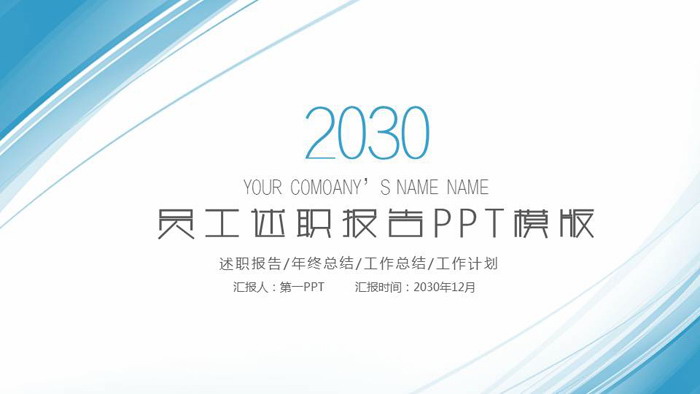 2030
YOUR COMOANY’S NAME NAME
员工述职报告PPT模版
述职报告/年终总结/工作总结/工作计划
汇报人：第一PPT 汇报时间：2030年12月